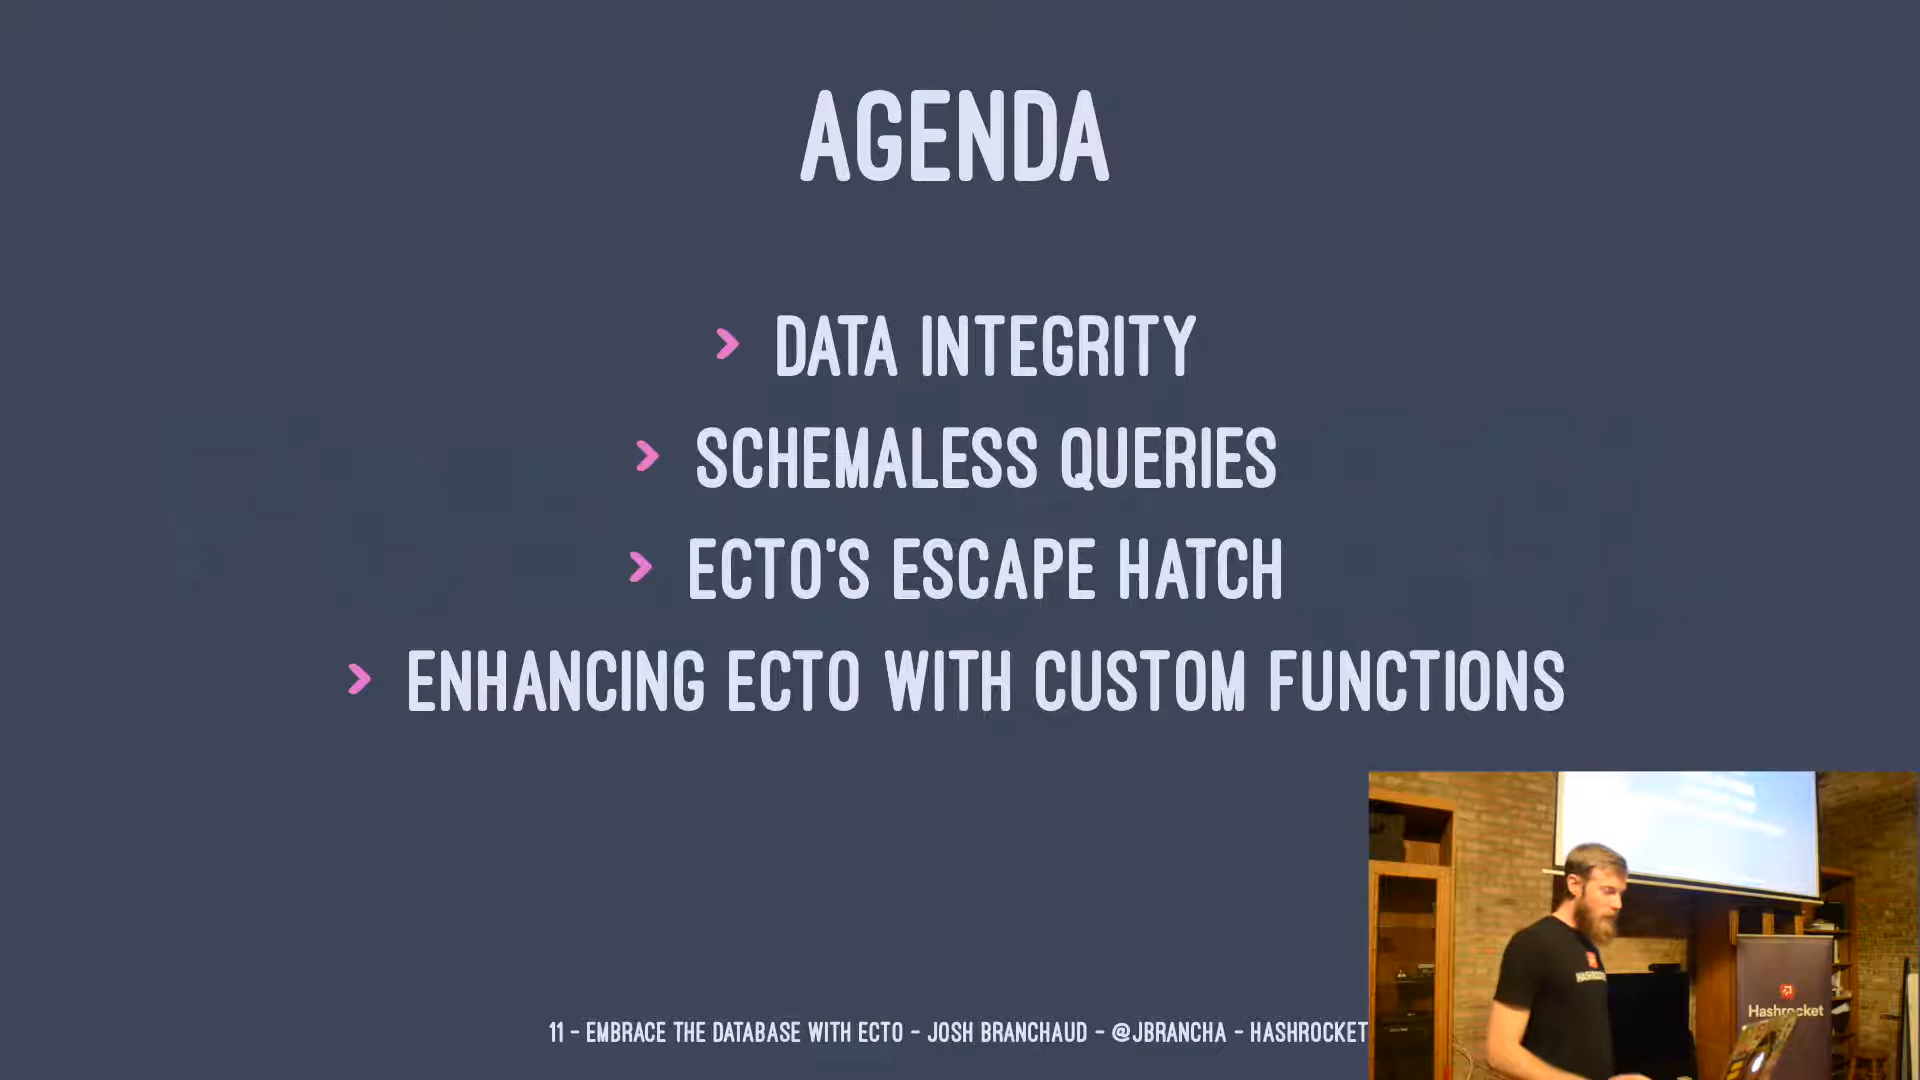 AGENDA
DATA INTEGRITY
SCHEMALESS QUERIES
ECTO'S ESCAPE HATCH
ENHANCING ECTO WITH CUSTOM FUNCTIONS
11 - EMBRACE THE DATABASE WITH ECTO - JOSH BRANCHAUD - @JBRANCHA - HASHROCKET
Hashrocket